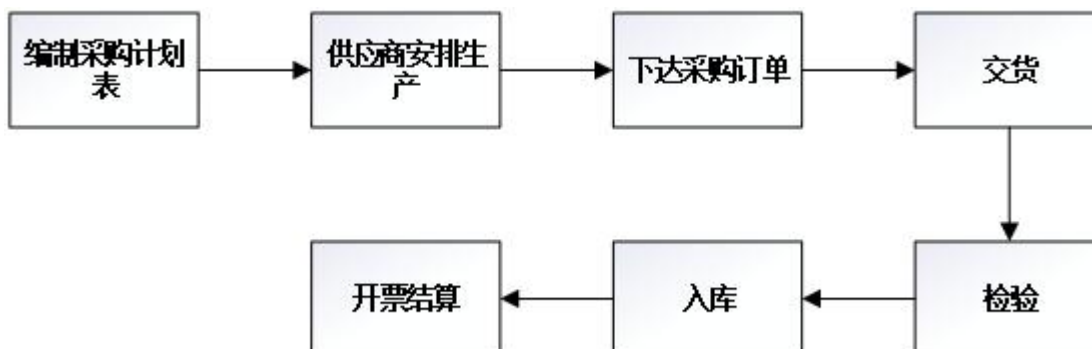 编制采购计划
表
供应商安排生
产
下达采购订单
交货
开票结算
入库
检验